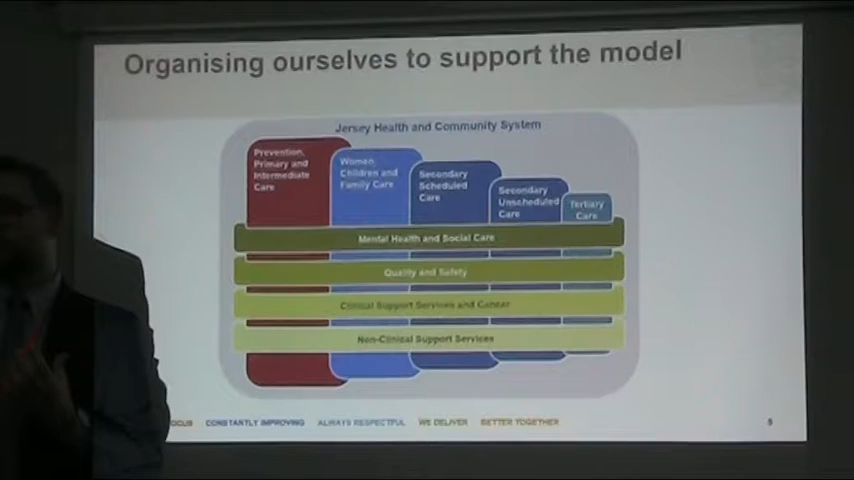 Organising ourselves to support the model
Jersey Health and Community System
Prevention,
Primary and
Intermediate
Care
Women,
Children and
Family Care
Secondary
Scheduled
Care
Secondary
Unscheduled
Care
Tertiary
Care
Mental Health and Social Care
Quality and Safety
Clinical Support Services and Cancer
Non-Clinical Support Services
OCUS CONSTANTLY IMPROVING ALWAYS RESPECTFUL WE DELIVER BETTER TOGETHER